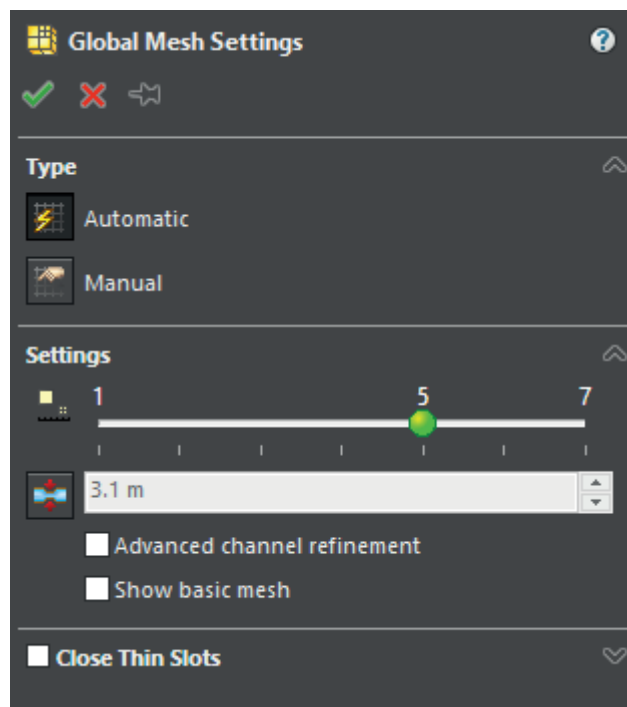 Global Mesh Settings
?
Type
Automatic
Manual
Settings
1 5 7
3.1 m
Advanced channel refinement
Show basic mesh
Close Thin Slots